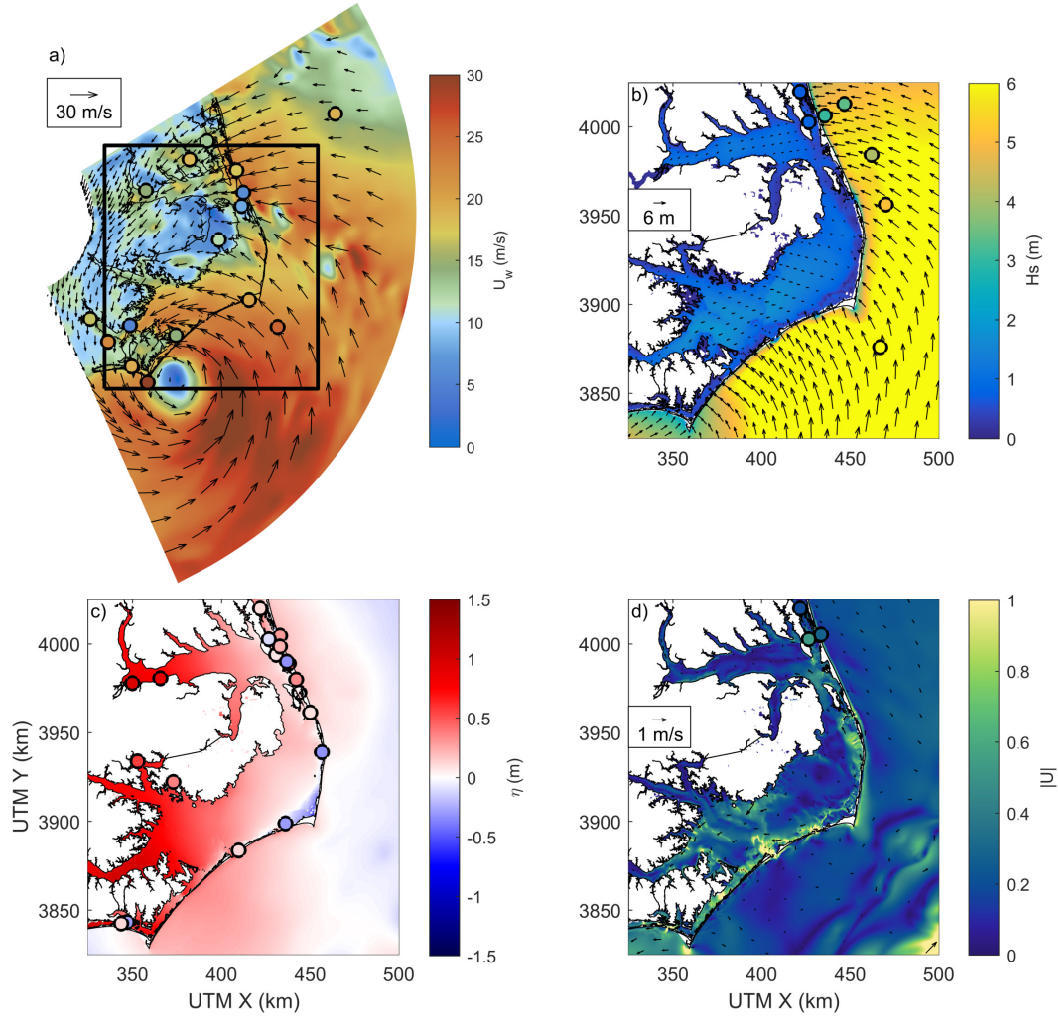 a)
30 m/s
30
25
20
15
10
5
0
U_w (m/s)
b)
4000
3950
3900
3850
6 m
350 400 450 500
6
5
4
3
2
1
0
Hs (m)
c)
4000
3950
3900
3850
UTM Y (km)
350 400 450 500
UTM X (km)
1.5
1
0.5
0
-0.5
-1
-1.5
η (m)
d)
4000
3950
3900
3850
1 m/s
350 400 450 500
UTM X (km)
1
0.8
0.6
0.4
0.2
0
|U|